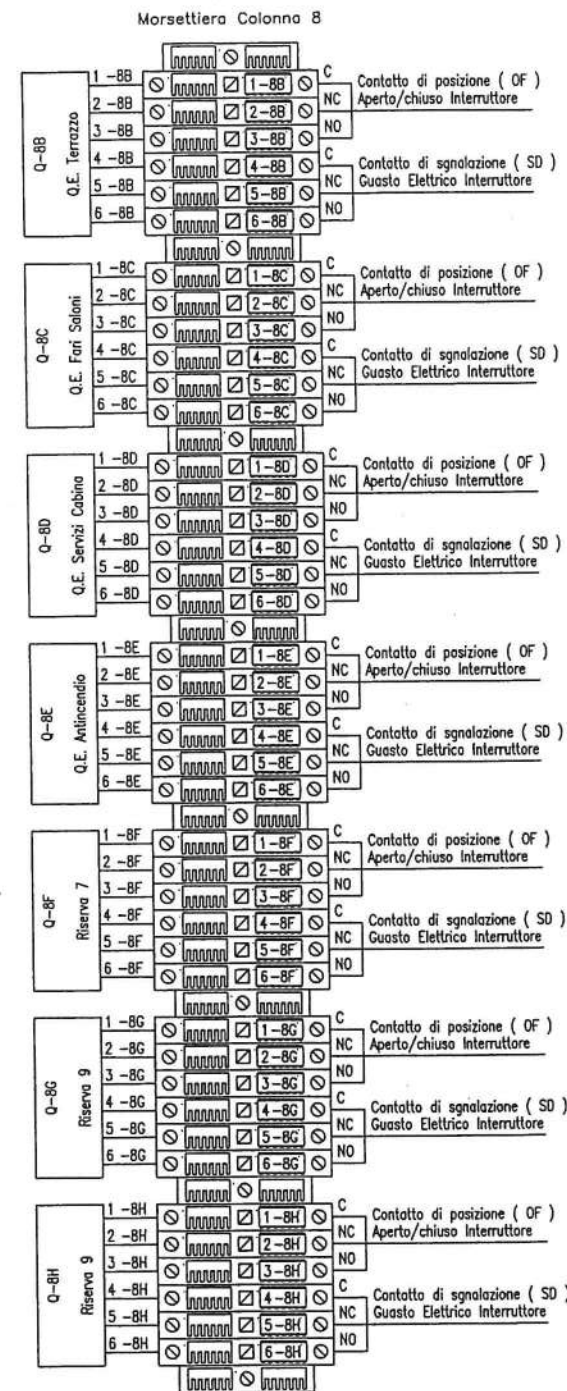 Morsettiera Colonna 8
Q-8B
Q.E. Terrazzo
1 -8B 1-8B C Contatto di posizione ( OF )
2 -8B 2-8B NC Aperto/chiuso Interruttore
3 -8B 3-8B NO
4 -8B 4-8B C Contatto di sgnalazione ( SD )
5 -8B 5-8B NC Guasto Elettrico Interruttore
6 -8B 6-8B NO
Q-8C
Q.E. Fari Saloni
1 -8C 1-8C C Contatto di posizione ( OF )
2 -8C 2-8C NC Aperto/chiuso Interruttore
3 -8C 3-8C NO
4 -8C 4-8C C Contatto di sgnalazione ( SD )
5 -8C 5-8C NC Guasto Elettrico Interruttore
6 -8C 6-8C NO
Q-8D
Q.E. Servizi Cabina
1 -8D 1-8D C Contatto di posizione ( OF )
2 -8D 2-8D NC Aperto/chiuso Interruttore
3 -8D 3-8D NO
4 -8D 4-8D C Contatto di sgnalazione ( SD )
5 -8D 5-8D NC Guasto Elettrico Interruttore
6 -8D 6-8D NO
Q-8E
Q.E. Antincendio
1 -8E 1-8E C Contatto di posizione ( OF )
2 -8E 2-8E NC Aperto/chiuso Interruttore
3 -8E 3-8E NO
4 -8E 4-8E C Contatto di sgnalazione ( SD )
5 -8E 5-8E NC Guasto Elettrico Interruttore
6 -8E 6-8E NO
Q-8F
Riserva 7
1 -8F 1-8F C Contatto di posizione ( OF )
2 -8F 2-8F NC Aperto/chiuso Interruttore
3 -8F 3-8F NO
4 -8F 4-8F C Contatto di sgnalazione ( SD )
5 -8F 5-8F NC Guasto Elettrico Interruttore
6 -8F 6-8F NO
Q-8G
Riserva 9
1 -8G 1-8G C Contatto di posizione ( OF )
2 -8G 2-8G NC Aperto/chiuso Interruttore
3 -8G 3-8G NO
4 -8G 4-8G C Contatto di sgnalazione ( SD )
5 -8G 5-8G NC Guasto Elettrico Interruttore
6 -8G 6-8G NO
Q-8H
Riserva 9
1 -8H 1-8H C Contatto di posizione ( OF )
2 -8H 2-8H NC Aperto/chiuso Interruttore
3 -8H 3-8H NO
4 -8H 4-8H C Contatto di sgnalazione ( SD )
5 -8H 5-8H NC Guasto Elettrico Interruttore
6 -8H 6-8H NO